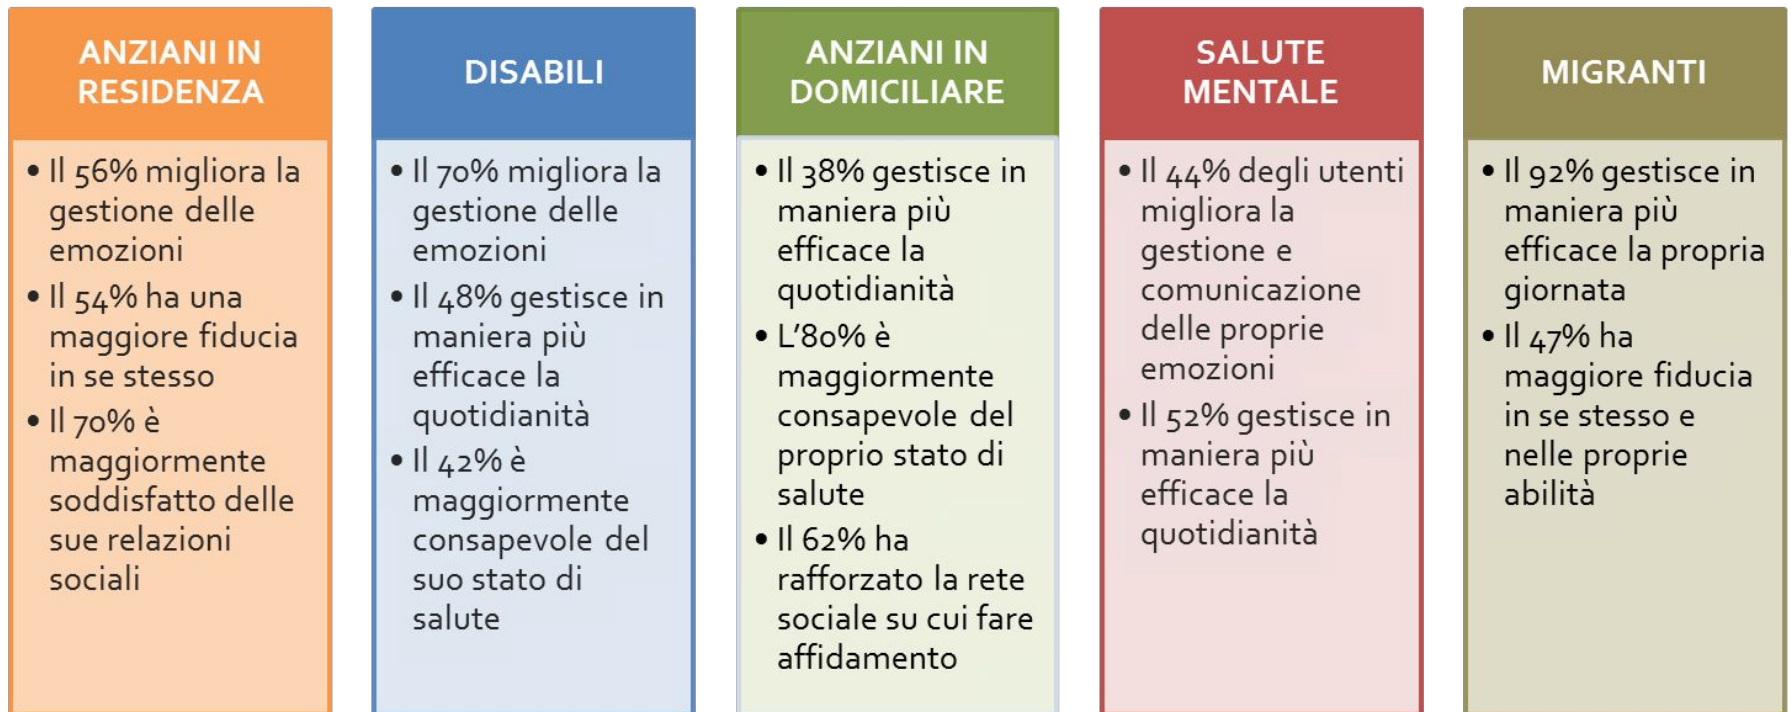 ANZIANI IN
RESIDENZA
• Il 56% migliora la
gestione delle
emozioni
• Il 54% ha una
maggiore fiducia
in se stesso
• Il 70% è
maggiormente
soddisfatto delle
sue relazioni
sociali
DISABILI
• Il 70% migliora la
gestione delle
emozioni
• Il 48% gestisce in
maniera più
efficace la
quotidianità
• Il 42% è
maggiormente
consapevole del
suo stato di
salute
ANZIANI IN
DOMICILIARE
• Il 38% gestisce in
maniera più
efficace la
quotidianità
• L'80% è
maggiormente
consapevole del
proprio stato di
salute
• Il 62% ha
rafforzato la rete
sociale su cui fare
affidamento
SALUTE
MENTALE
• Il 44% degli utenti
migliora la
gestione e
comunicazione
delle proprie
emozioni
• Il 52% gestisce in
maniera più
efficace la
quotidianità
MIGRANTI
• Il 92% gestisce in
maniera più
efficace la propria
giornata
• Il 47% ha
maggiore fiducia
in se stesso e
nelle proprie
abilità